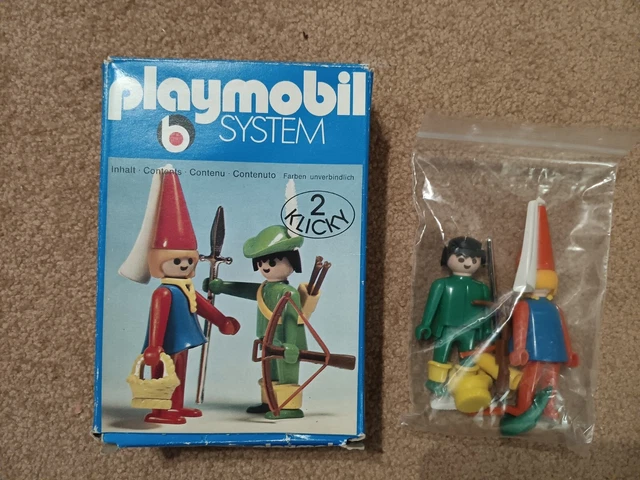 playmobil
SYSTEM
Inhalt · Contents · Contenu · Contenuto Farben unverbindlich
2
KLICKY